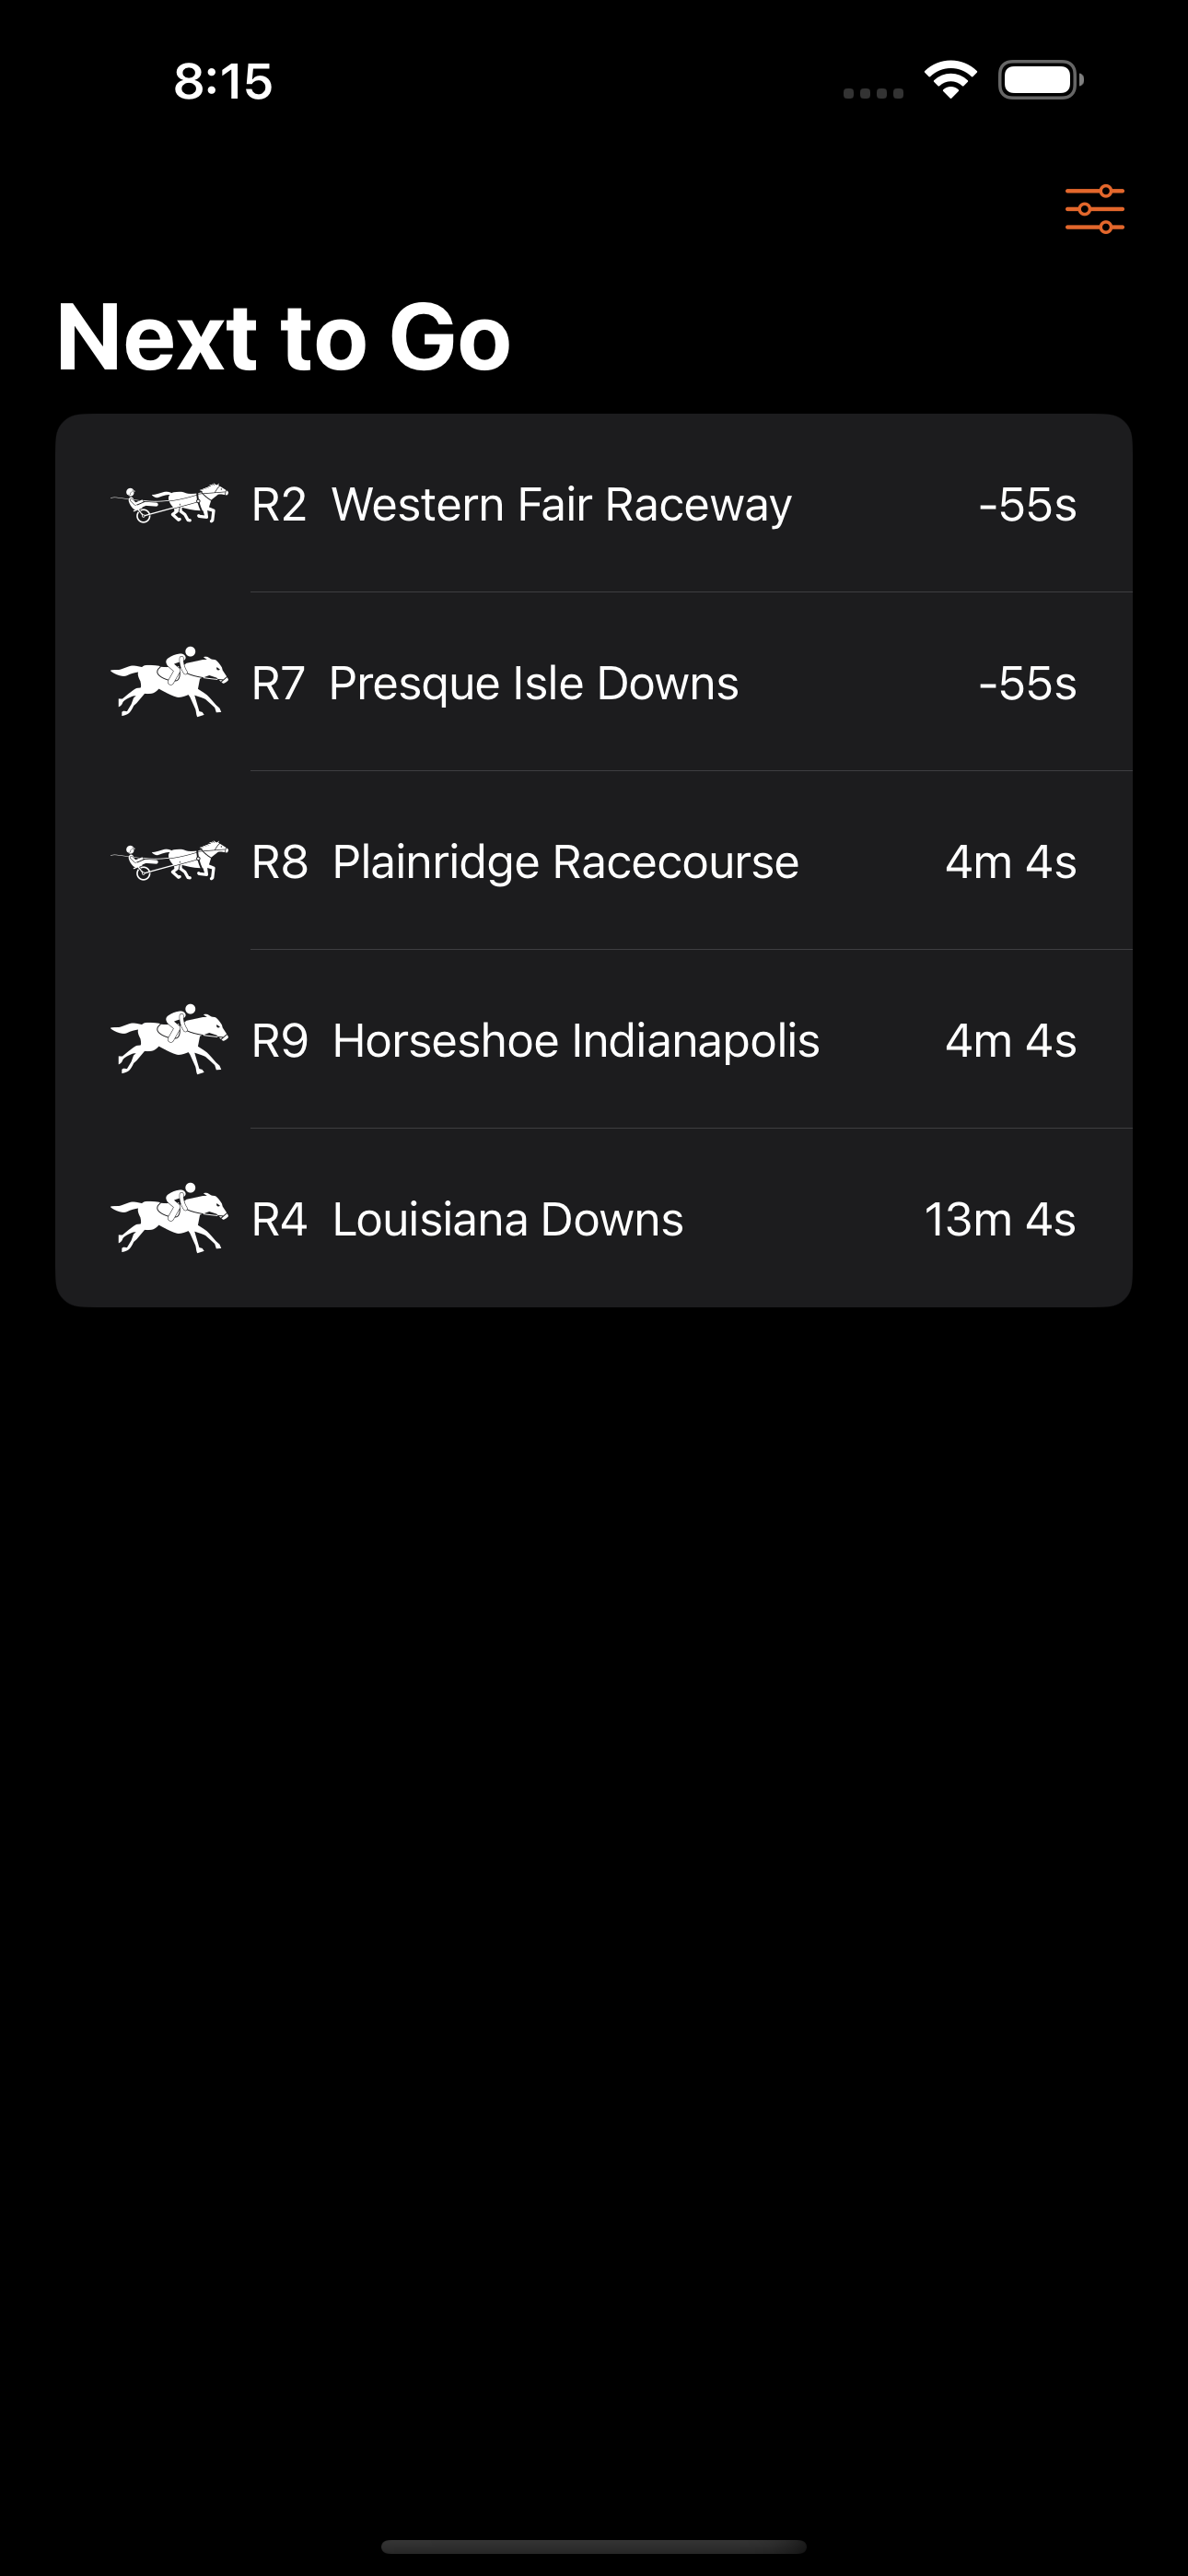 8:15
Next to Go
R2 Western Fair Raceway -55s
R7 Presque Isle Downs -55s
R8 Plainridge Racecourse 4m 4s
R9 Horseshoe Indianapolis 4m 4s
R4 Louisiana Downs 13m 4s